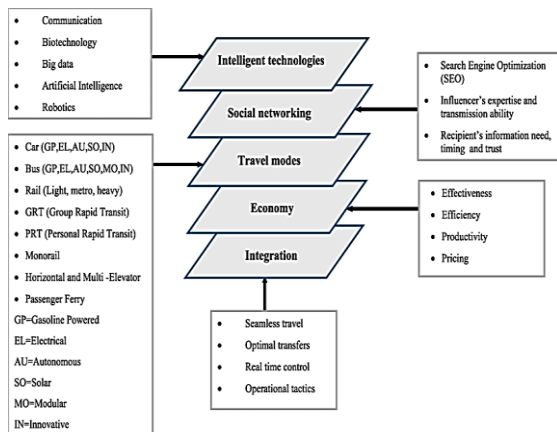 • Communication
• Biotechnology
• Big data
• Artificial Intelligence
• Robotics
Intelligent technologies
Social networking
Travel modes
Economy
Integration
• Search Engine Optimization
(SEO)
• Influencer's expertise and
transmission ability
• Recipient's information need,
timing and trust
• Car (GP,EL,AU,SO,IN)
• Bus (GP,EL,AU,SO,MO,IN)
• Rail (Light, metro, heavy)
• GRT (Group Rapid Transit)
• PRT (Personal Rapid Transit)
• Monorail
• Horizontal and Multi -Elevator
• Passenger Ferry
GP=Gasoline Powered
EL=Electrical
AU=Autonomous
SO=Solar
MO=Modular
IN=Innovative
• Effectiveness
• Efficiency
• Productivity
• Pricing
• Seamless travel
• Optimal transfers
• Real time control
• Operational tactics